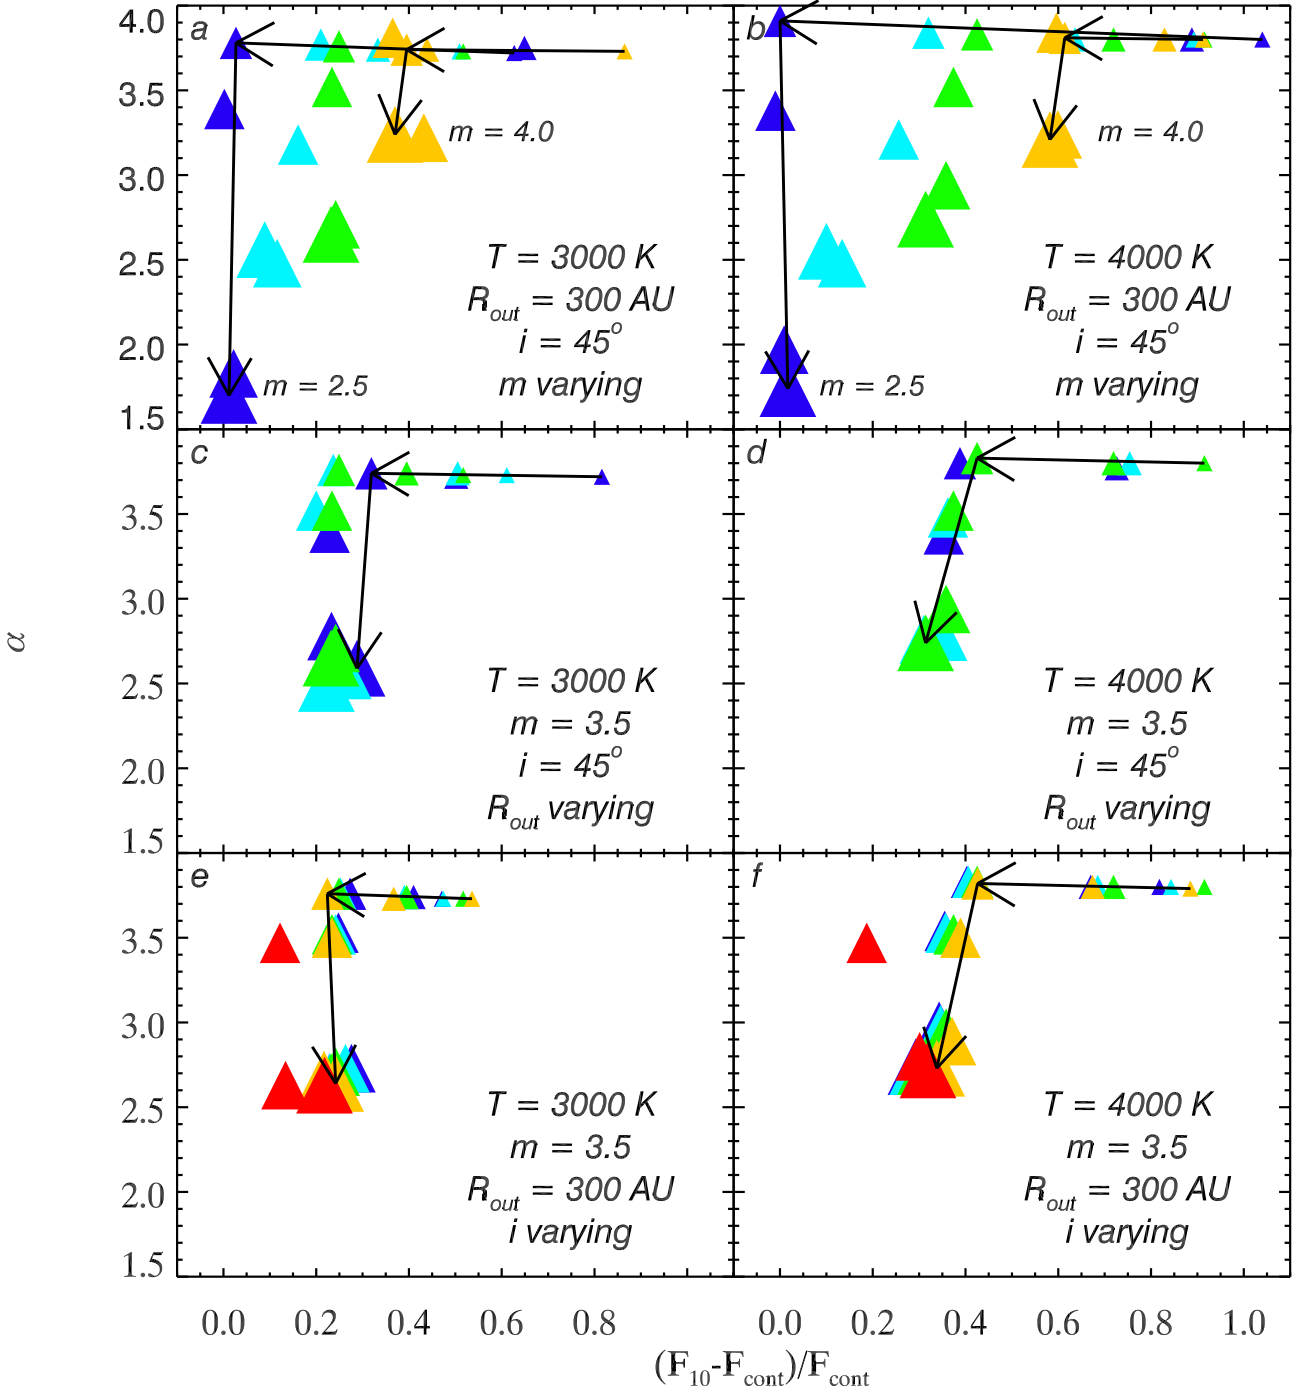 4.0
3.5
3.0
2.5
2.0
1.5
a
m = 4.0
T = 3000 K
R_out = 300 AU
i = 45°
m = 2.5
m varying
b
m = 4.0
T = 4000 K
R_out = 300 AU
i = 45°
m = 2.5
m varying
α
3.5
3.0
2.5
2.0
1.5
c
T = 3000 K
m = 3.5
i = 45°
R_out varying
d
T = 4000 K
m = 3.5
i = 45°
R_out varying
3.5
3.0
2.5
2.0
1.5
e
T = 3000 K
m = 3.5
R_out = 300 AU
i varying
f
T = 4000 K
m = 3.5
R_out = 300 AU
i varying
0.0 0.2 0.4 0.6 0.8
0.0 0.2 0.4 0.6 0.8 1.0
(F_10-F_cont)/F_cont